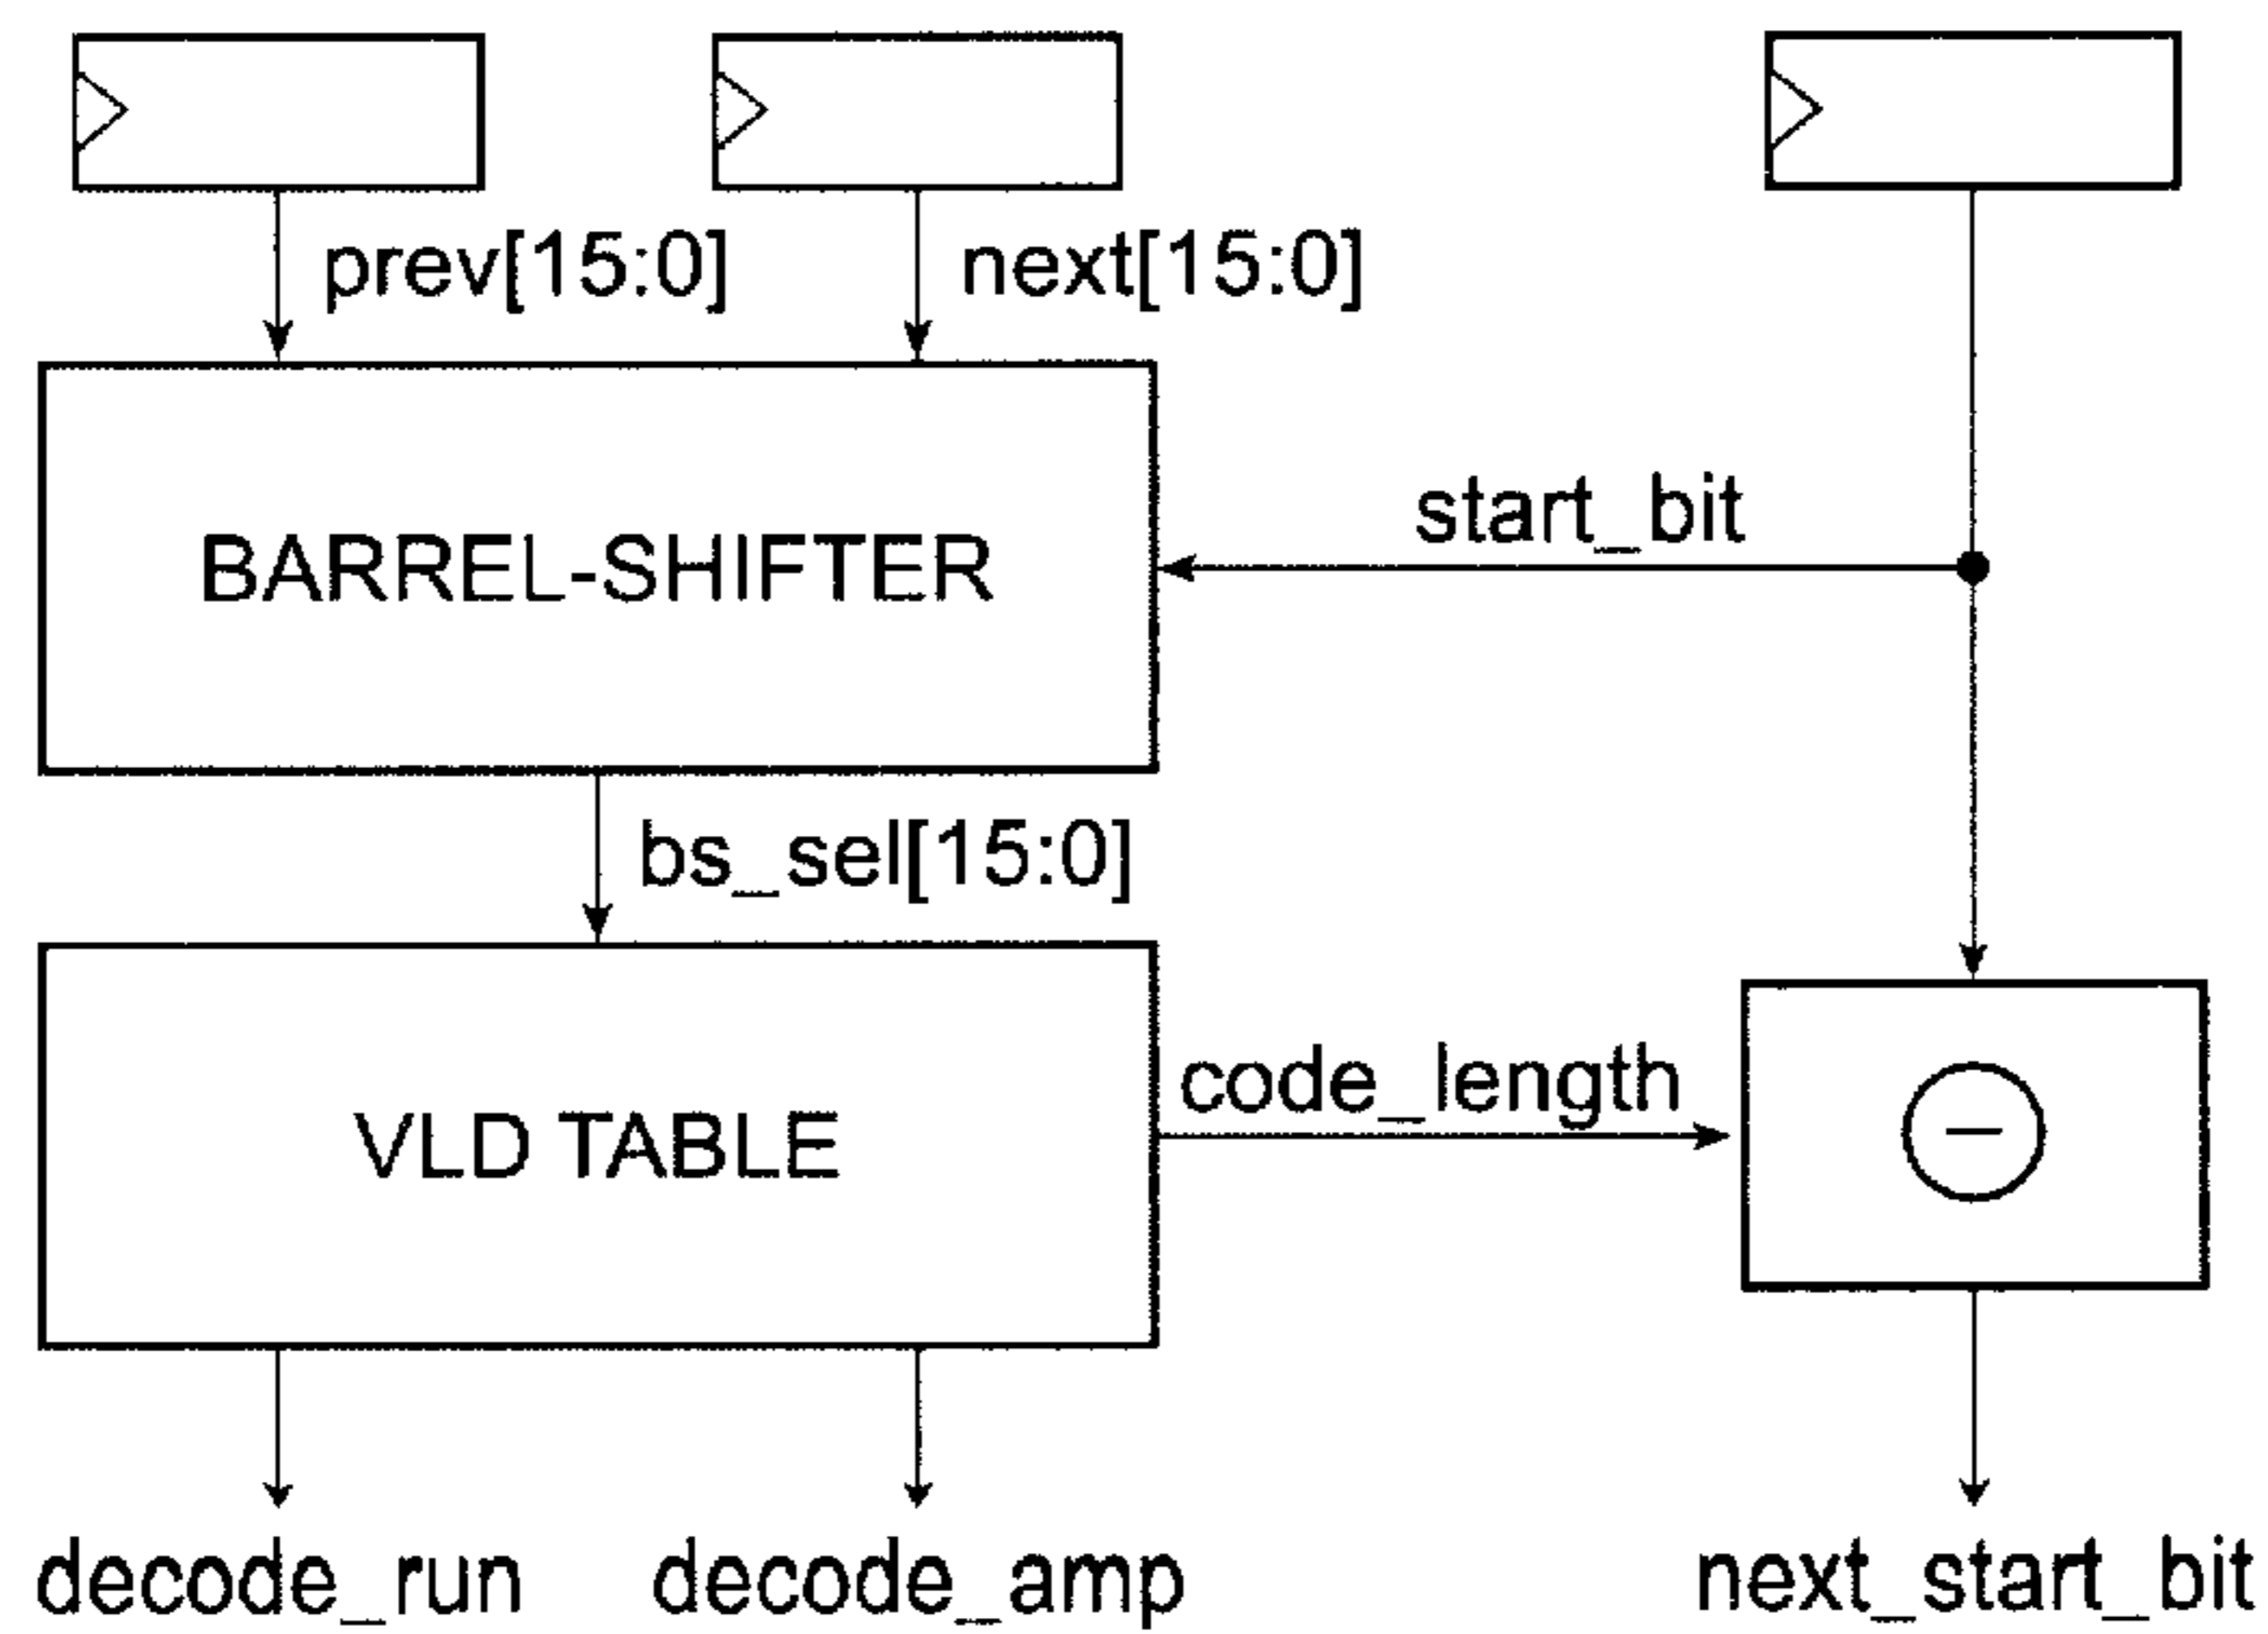 prev[15:0]
next[15:0]
start_bit
BARREL-SHIFTER
bs_sel[15:0]
code_length
VLD TABLE
−
decode_run
decode_amp
next_start_bit